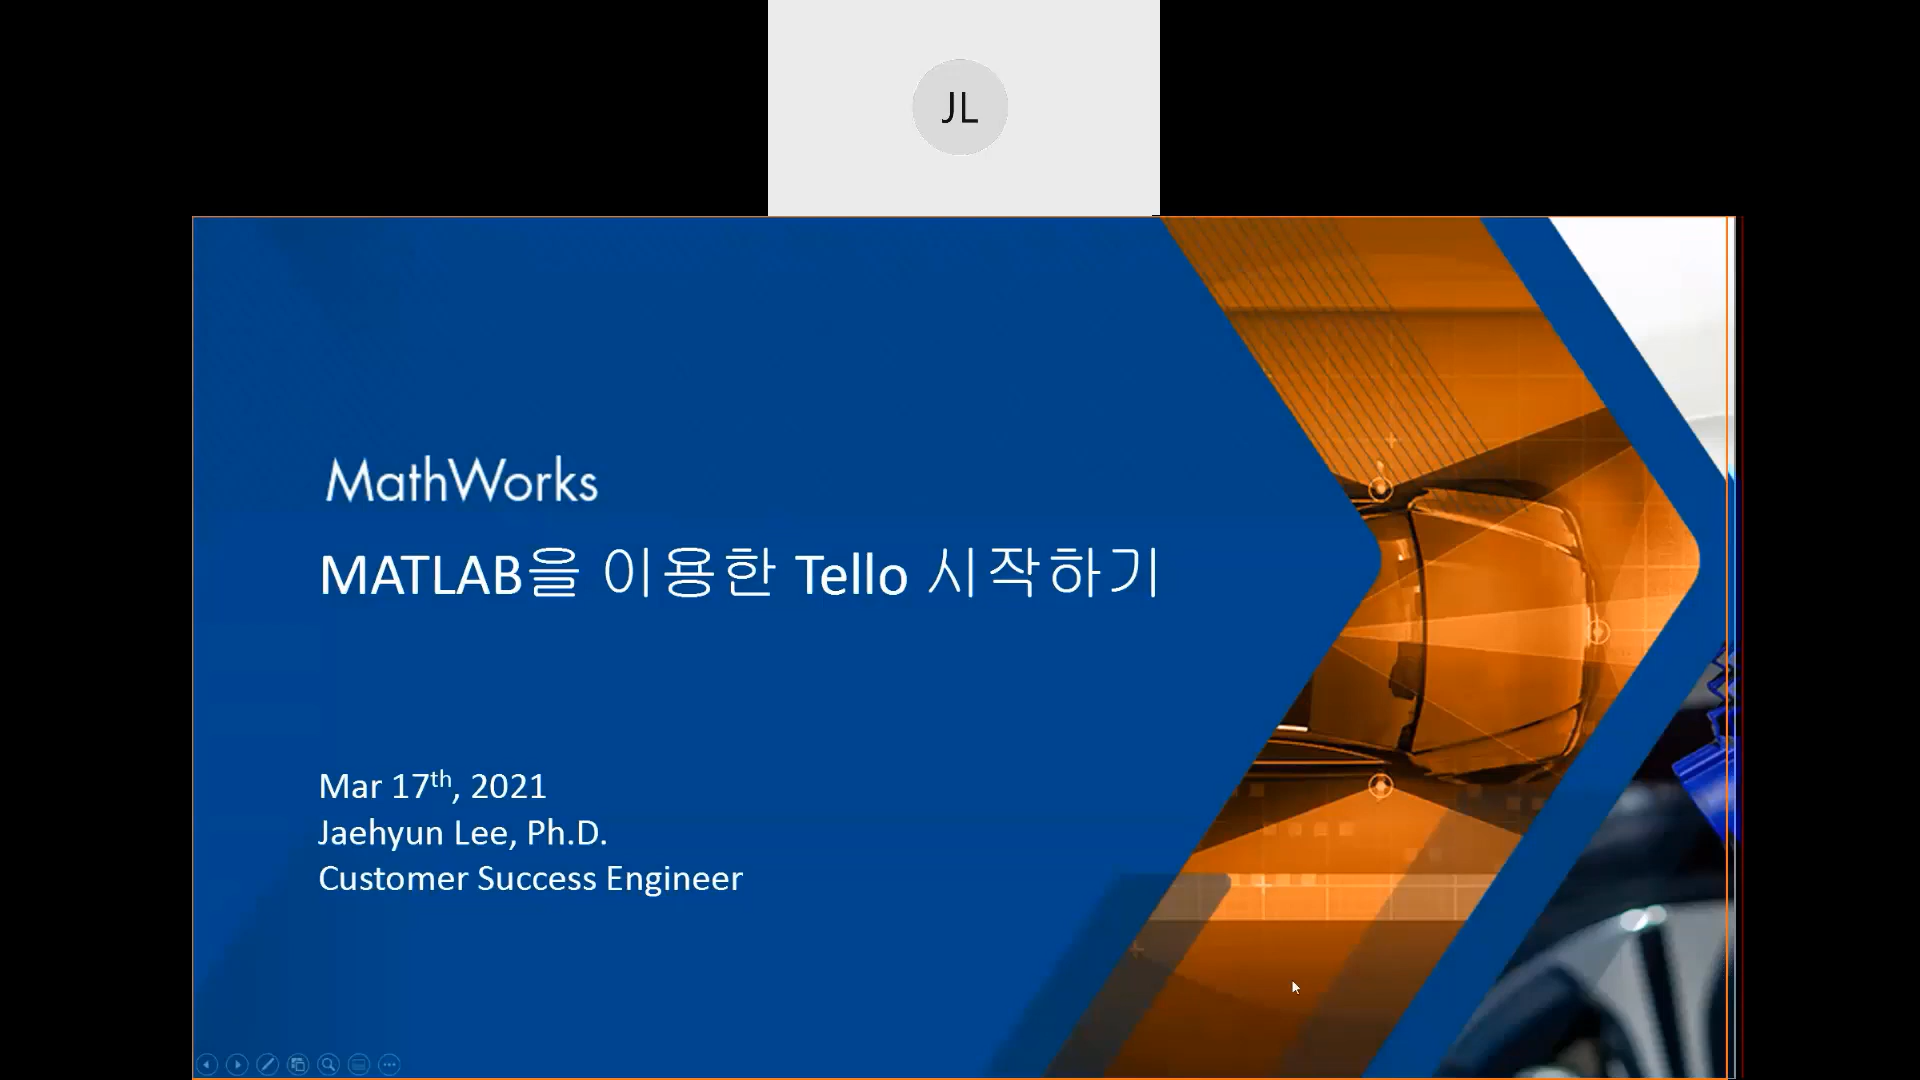 JL
MathWorks
MATLAB을 이용한 Tello 시작하기
Mar 17th, 2021
Jaehyun Lee, Ph.D.
Customer Success Engineer